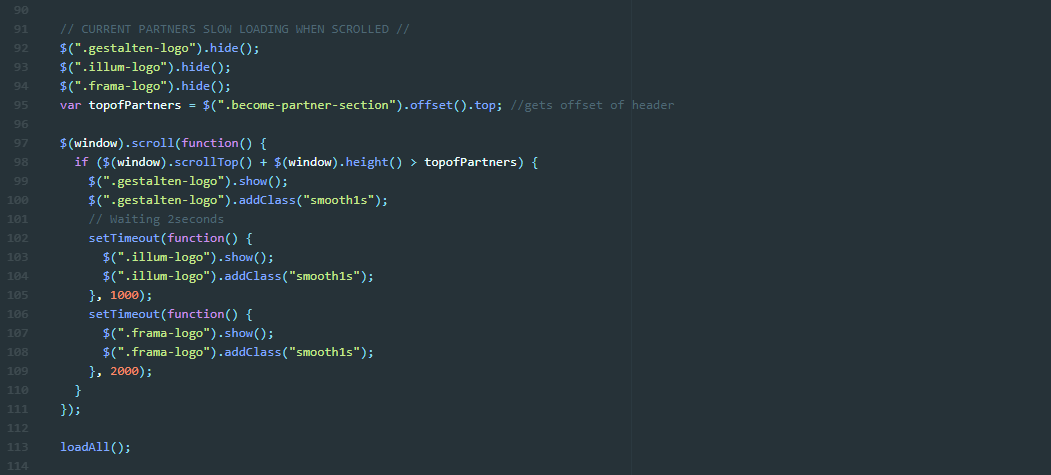 90
91 // CURRENT PARTNERS SLOW LOADING WHEN SCROLLED //
92 $(".gestalten-logo").hide();
93 $(".illum-logo").hide();
94 $(".frama-logo").hide();
95 var topofPartners = $(".become-partner-section").offset().top; //gets offset of header
96
97 $(window).scroll(function() {
98 if ($(window).scrollTop() + $(window).height() > topofPartners) {
99 $(".gestalten-logo").show();
100 $(".gestalten-logo").addClass("smooth1s");
101 // Waiting 2seconds
102 setTimeout(function() {
103 $(".illum-logo").show();
104 $(".illum-logo").addClass("smooth1s");
105 }, 1000);
106 setTimeout(function() {
107 $(".frama-logo").show();
108 $(".frama-logo").addClass("smooth1s");
109 }, 2000);
110 }
111 });
112
113 loadAll();
114